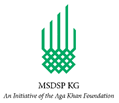 MSDSP KG
An Initiative of the Aga Khan Foundation